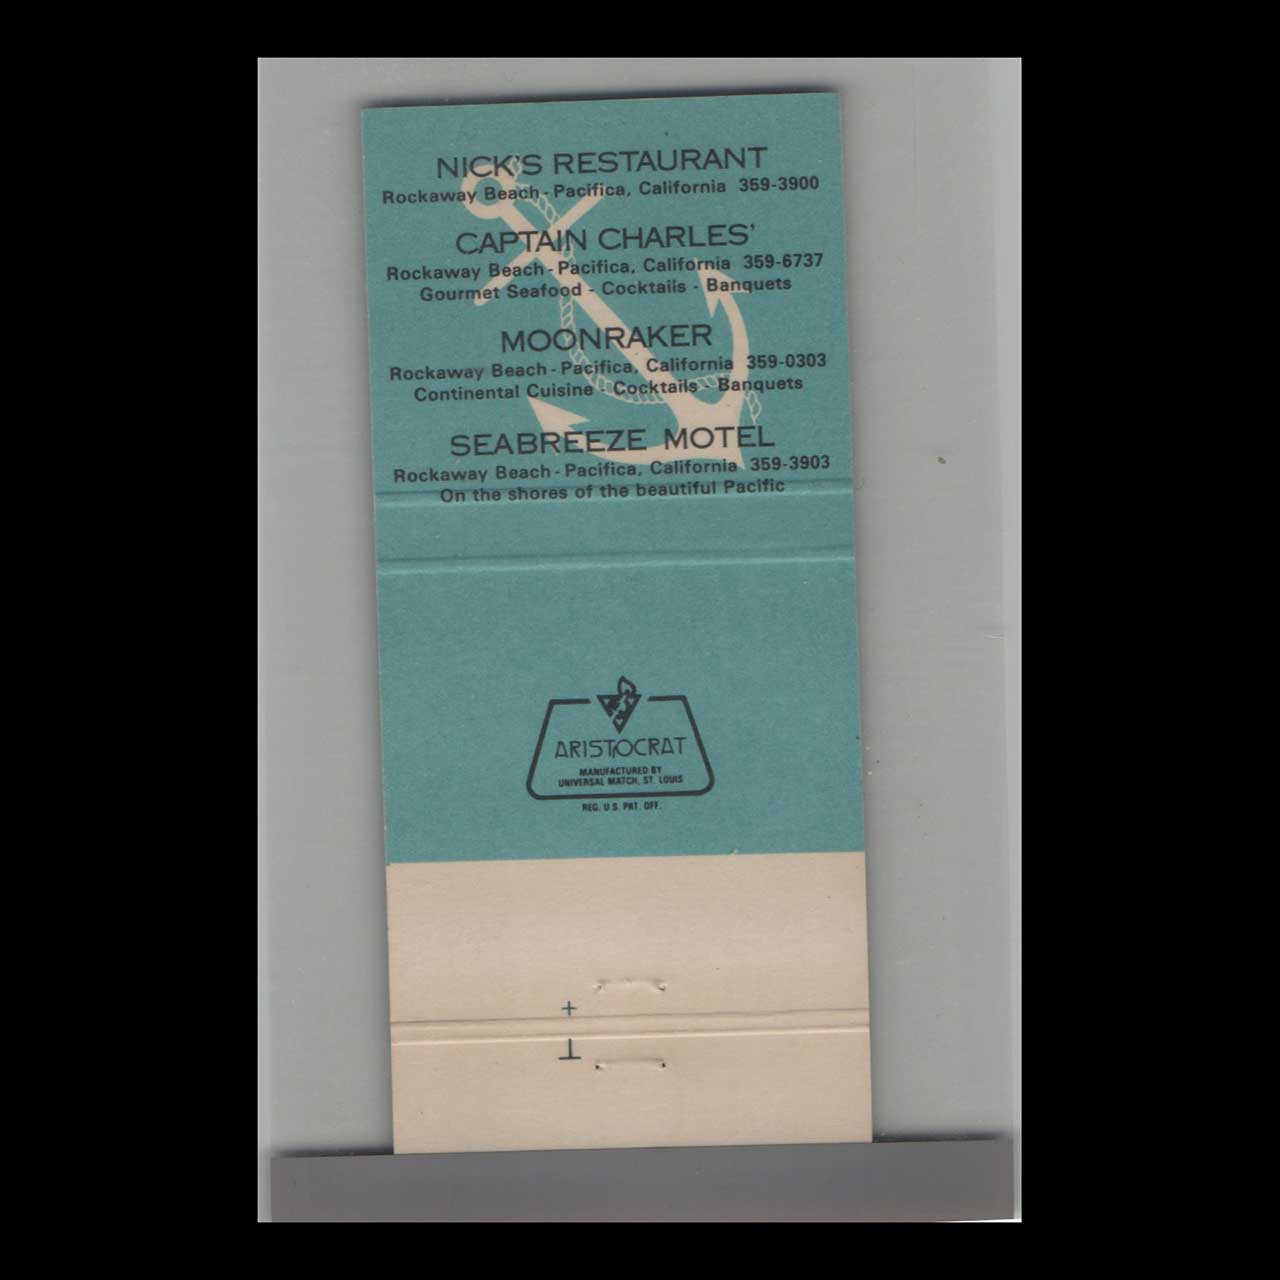 NICK'S RESTAURANT
Rockaway Beach - Pacifica, California 359-3900
CAPTAIN CHARLES'
Rockaway Beach - Pacifica, California 359-6737
Gourmet Seafood - Cocktails - Banquets
MOONRAKER
Rockaway Beach - Pacifica, California 359-0303
Continental Cuisine - Cocktails - Banquets
SEABREEZE MOTEL
Rockaway Beach - Pacifica, California 359-3903
On the shores of the beautiful Pacific
ARISTOCRAT
MANUFACTURED BY
UNIVERSAL MATCH, ST. LOUIS
REG. U.S. PAT. OFF.